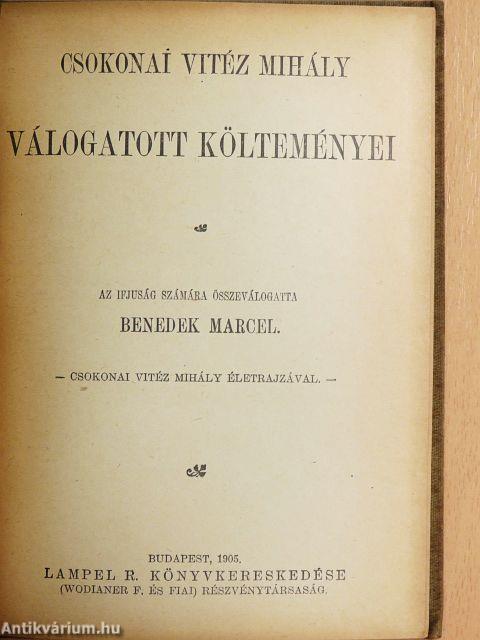 CSOKONAI VITÉZ MIHÁLY
VÁLOGATOTT KÖLTEMÉNYEI
AZ IFJUSÁG SZÁMÁRA ÖSSZEVÁLOGATTA
BENEDEK MARCEL.
— CSOKONAI VITÉZ MIHÁLY ÉLETRAJZÁVAL. —
BUDAPEST, 1905.
LAMPEL R. KÖNYVKERESKEDÉSE
(WODIANER F. ÉS FIAI) RÉSZVÉNYTÁRSASÁG.
Antikvárium.hu